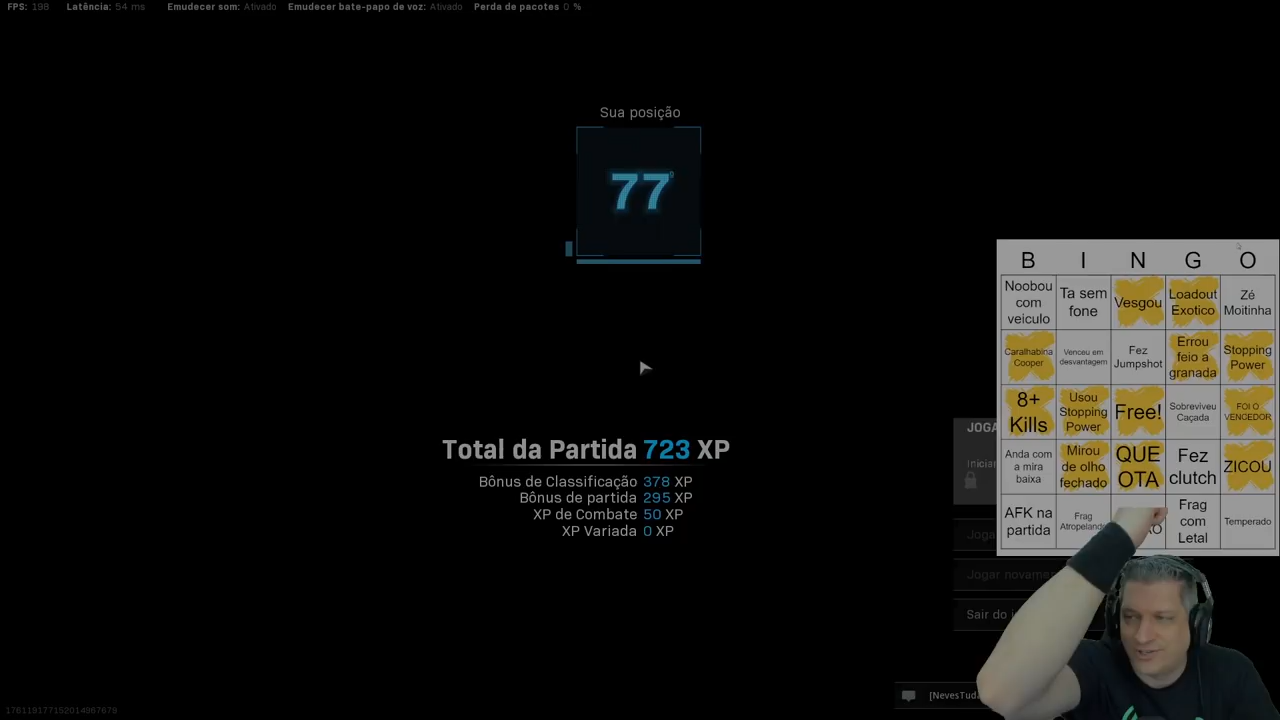 FPS: 198 Latência: 54 ms Emudecer som: Ativado Emudecer bate-papo de voz: Ativado Perda de pacotes 0 %
Sua posição
77º
Total da Partida 723 XP
Bônus de Classificação 378 XP
Bônus de partida 295 XP
XP de Combate 50 XP
XP Variada 0 XP
B I N G O
Noobou com veiculo
Ta sem fone
Vesgou
Loadout Exotico
Zé Moitinha
Caralhabina Cooper
Venceu em desvantagem
Fez Jumpshot
Errou feio a granada
Stopping Power
8+ Kills
Usou Stopping Power
Free!
Sobreviveu Caçada
FOI O VENCEDOR
Anda com a mira baixa
Mirou de olho fechado
QUE OTA
Fez clutch
ZICOU
AFK na partida
Frag
Frag com Letal
Temperado
Sair do
176119177152014967679